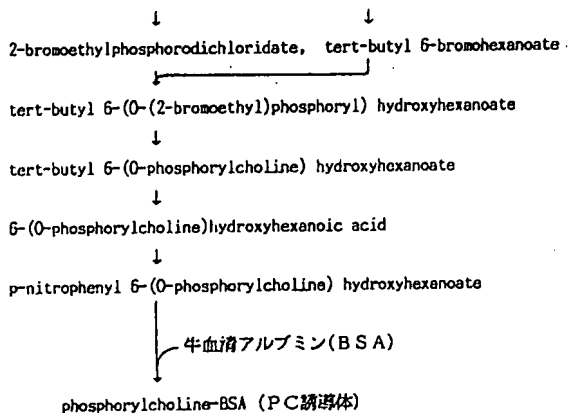 2-bromoethylphosphorodichloridate, tert-butyl 6-bromohexanoate
tert-butyl 6-(O-(2-bromoethyl)phosphoryl) hydroxyhexanoate
tert-butyl 6-(O-phosphorylcholine) hydroxyhexanoate
6-(O-phosphorylcholine)hydroxyhexanoic acid
p-nitrophenyl 6-(O-phosphorylcholine) hydroxyhexanoate
牛血清アルブミン(BSA)
phosphorylcholine-BSA (PC誘導体)